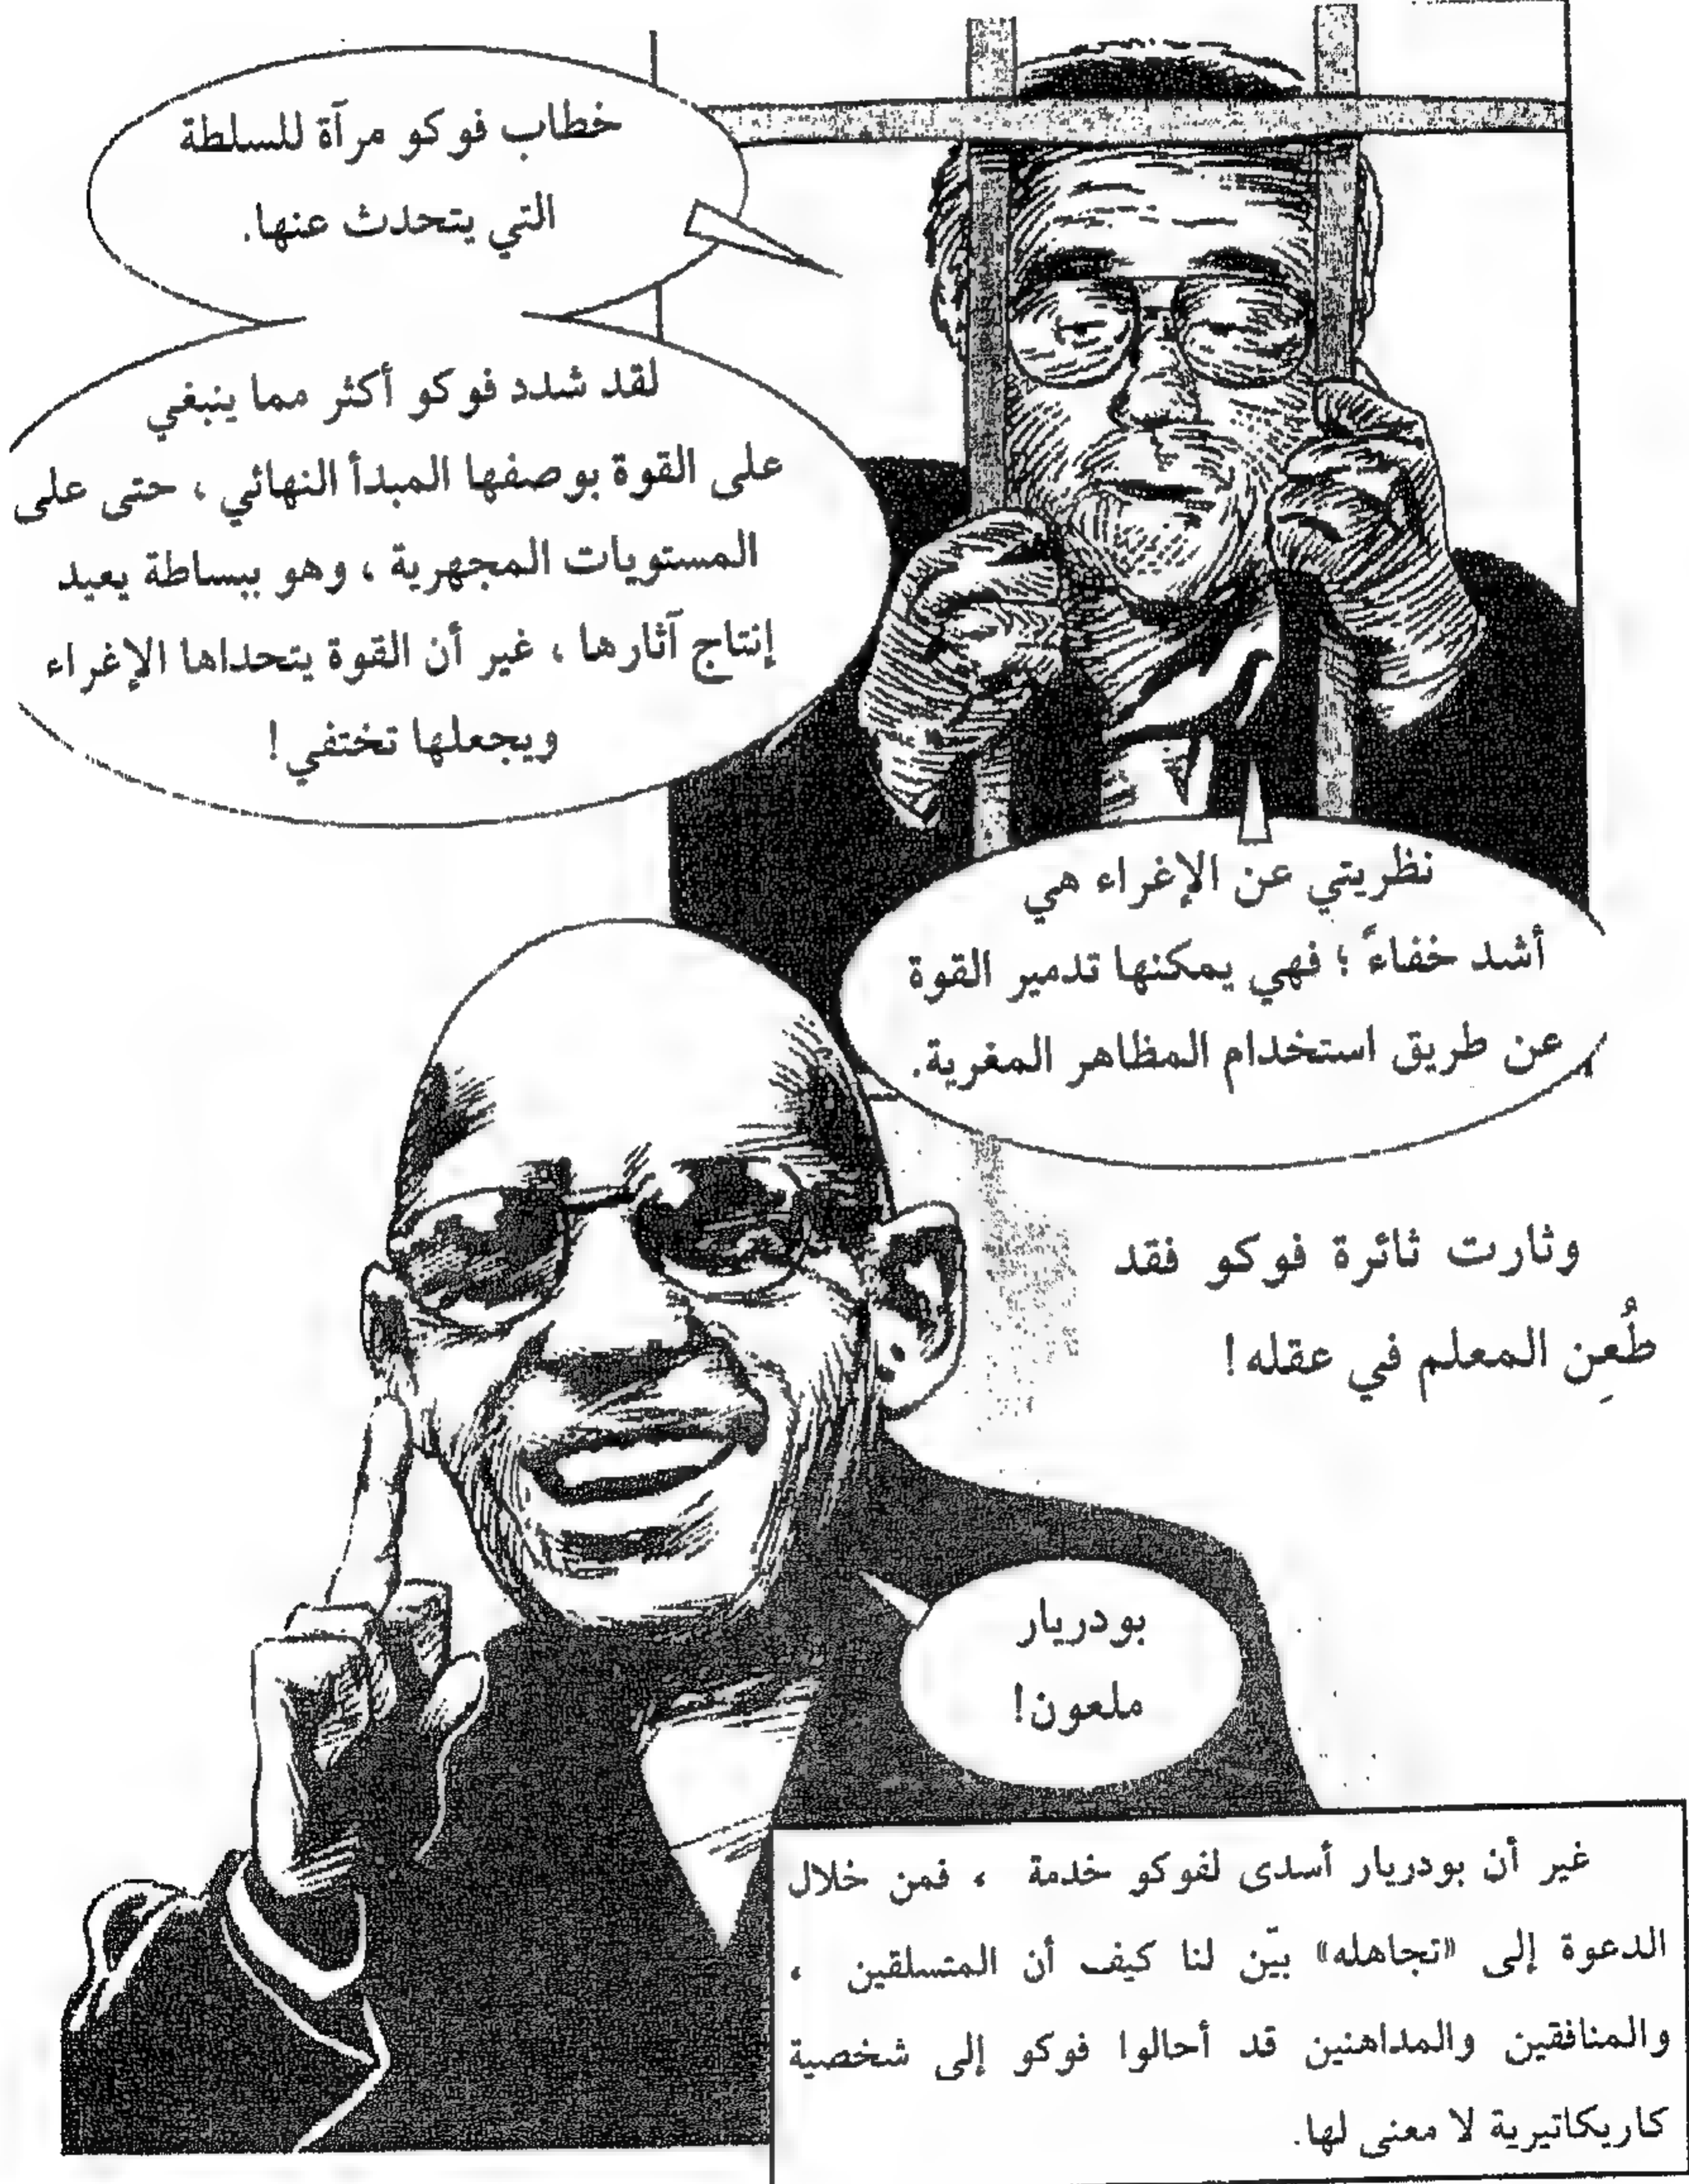 خطاب فوكو مرآة للسلطة
التي يتحدث عنها.
لقد شدد فوكو أكثر مما ينبغي
على القوة بوصفها المبدأ النهائي ، حتى على
المستويات المجهرية ، وهو ببساطة يعيد
إنتاج آثارها ، غير أن القوة يتحداها الإغراء
ويجعلها تختفي!
نظريتي عن الإغراء هي
أشد خفاءً ؛ فهي يمكنها تدمير القوة
عن طريق استخدام المظاهر المغرية.
وثارت ثائرة فوكو فقد
طُعِن المعلم في عقله!
بودريار
ملعون!
غير أن بودريار أسدى لفوكو خدمة ، فمن خلال
الدعوة إلى «تجاهله» بيّن لنا كيف أن المتسلقين ،
والمنافقين والمداهنين قد أحالوا فوكو إلى شخصية
كاريكاتيرية لا معنى لها.